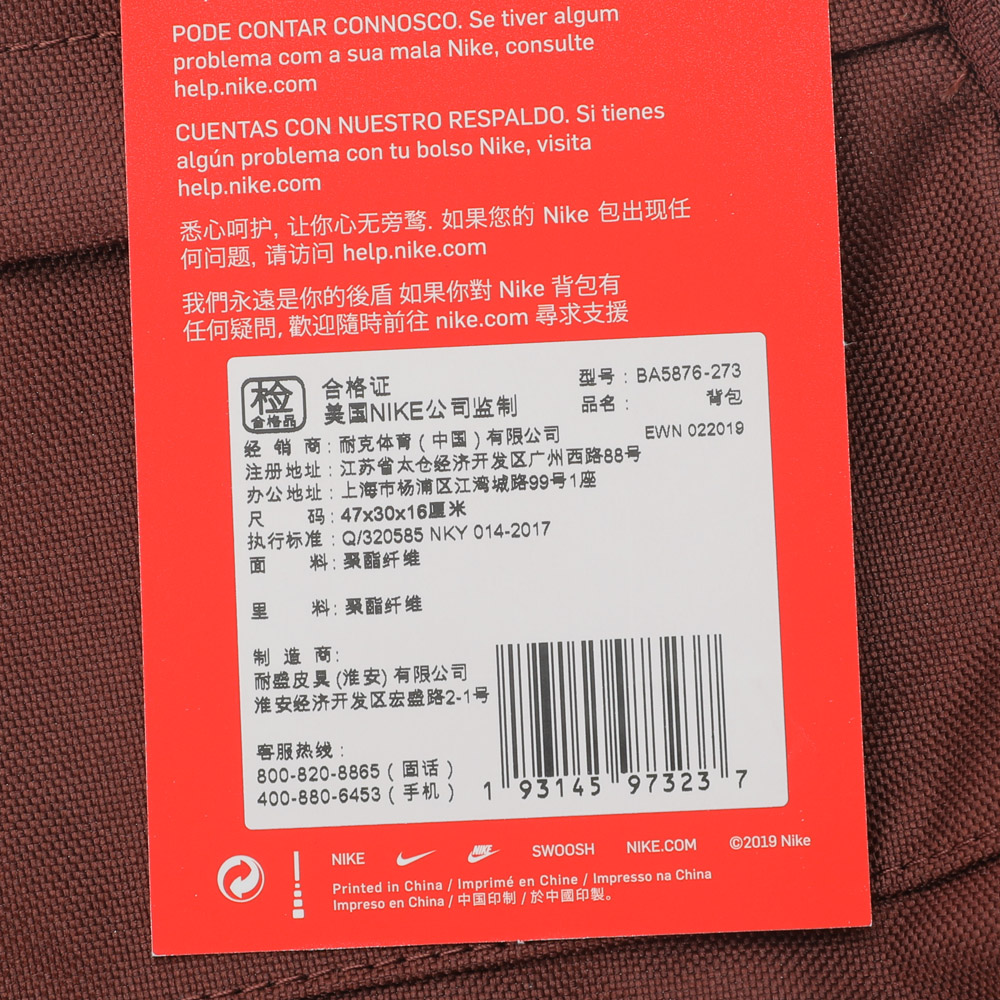 PODE CONTAR CONNOSCO. Se tiver algum
problema com a sua mala Nike, consulte
help.nike.com
CUENTAS CON NUESTRO RESPALDO. Si tienes
algún problema con tu bolso Nike, visita
help.nike.com
悉心呵护, 让你心无旁骛. 如果您的 Nike 包出现任
何问题, 请访问 help.nike.com
我們永遠是你的後盾 如果你對 Nike 背包有
任何疑問, 歡迎隨時前往 nike.com 尋求支援
检
合格品
合格证
美国NIKE公司监制
型号：BA5876-273
品名：背包
EWN 022019
经销商：耐克体育（中国）有限公司
注册地址：江苏省太仓经济开发区广州西路88号
办公地址：上海市杨浦区江湾城路99号1座
尺码：47x30x16厘米
执行标准：Q/320585 NKY 014-2017
面料：聚酯纤维
里料：聚酯纤维
制造商：
耐盛皮具(淮安)有限公司
淮安经济开发区宏盛路2-1号
客服热线：
800-820-8865（固话）
400-880-6453（手机）
1 93145 97323 7
NIKE NIKE SWOOSH NIKE.COM ©2019 Nike
Printed in China / Imprimé en Chine / Impresso na China
Impreso en China / 中国印制 / 於中國印製。